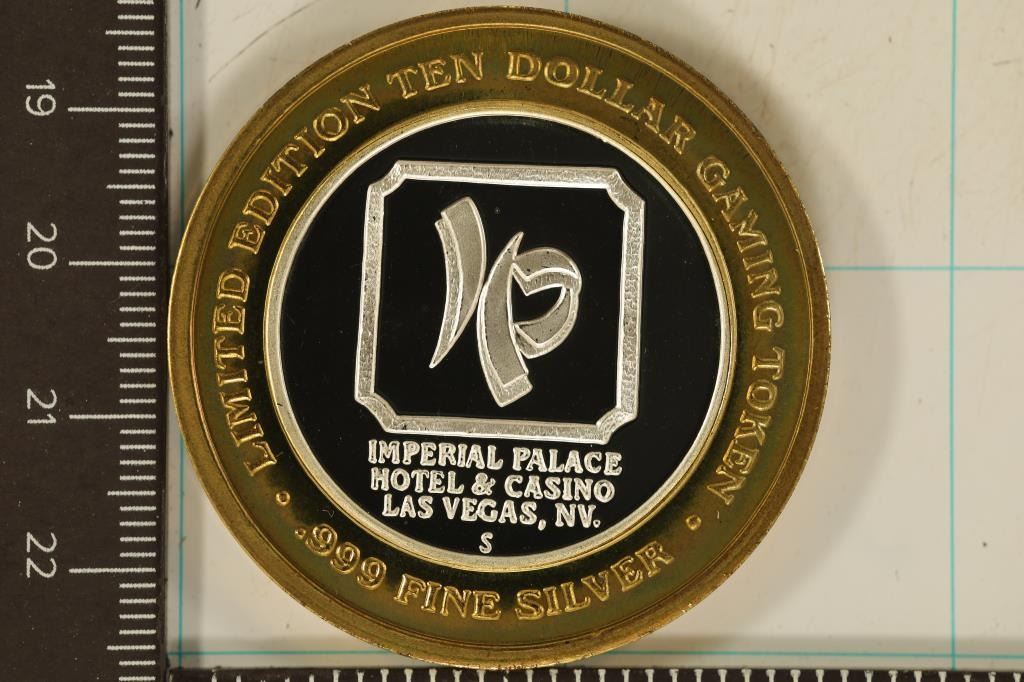 LIMITED EDITION TEN DOLLAR GAMING TOKEN
IP
IMPERIAL PALACE
HOTEL & CASINO
LAS VEGAS, NV.
S
.999 FINE SILVER
19
20
21
22